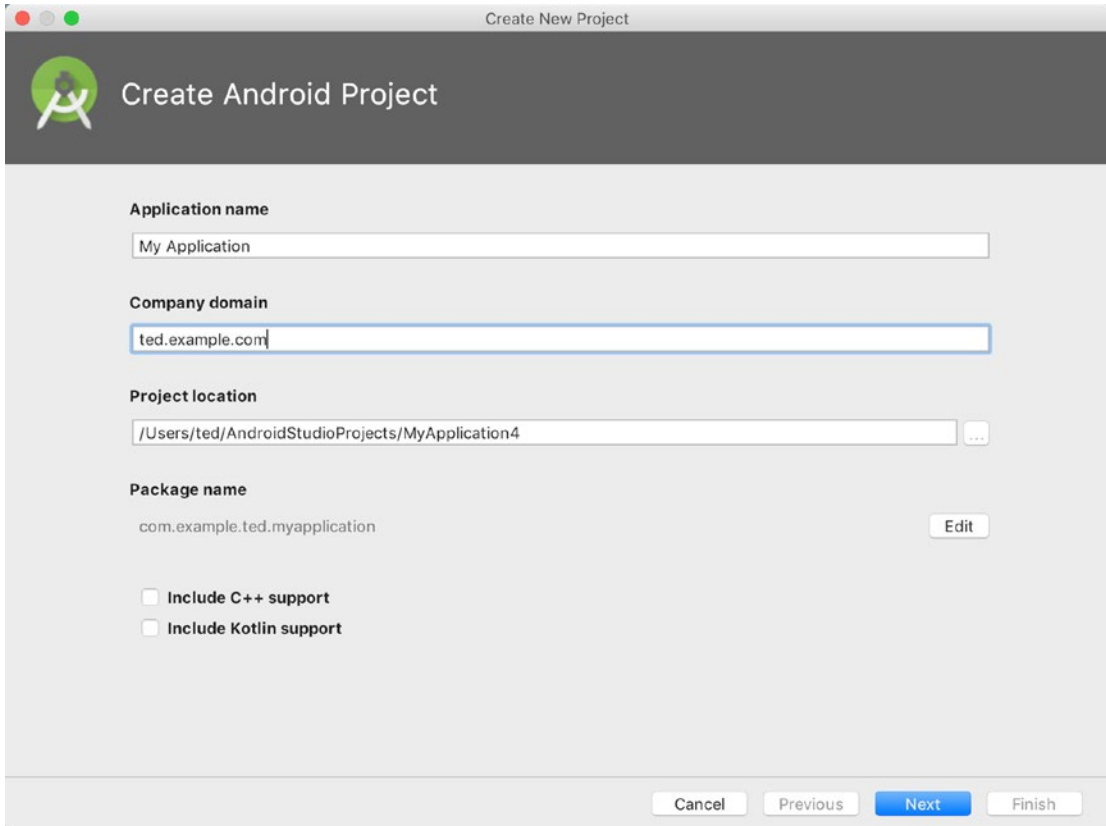 Create New Project
Create Android Project
Application name
My Application
Company domain
ted.example.com
Project location
/Users/ted/AndroidStudioProjects/MyApplication4
...
Package name
com.example.ted.myapplication
Edit
Include C++ support
Include Kotlin support
Cancel Previous Next Finish